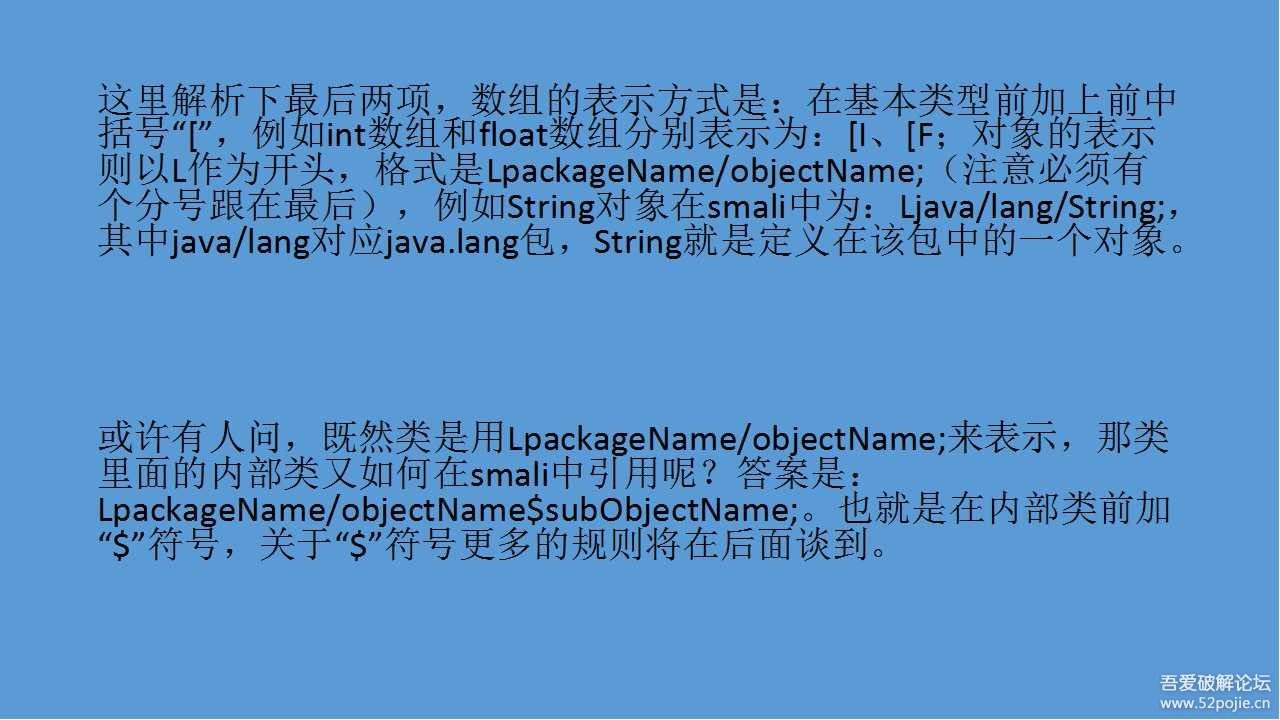 这里解析下最后两项，数组的表示方式是：在基本类型前加上前中
括号“[”，例如int数组和float数组分别表示为：[I、[F；对象的表示
则以L作为开头，格式是LpackageName/objectName;（注意必须有
个分号跟在最后），例如String对象在smali中为：Ljava/lang/String;，
其中java/lang对应java.lang包，String就是定义在该包中的一个对象。
或许有人问，既然类是用LpackageName/objectName;来表示，那类
里面的内部类又如何在smali中引用呢？答案是：
LpackageName/objectName$subObjectName;。也就是在内部类前加
“$”符号，关于“$”符号更多的规则将在后面谈到。
吾爱破解论坛
www.52pojie.cn